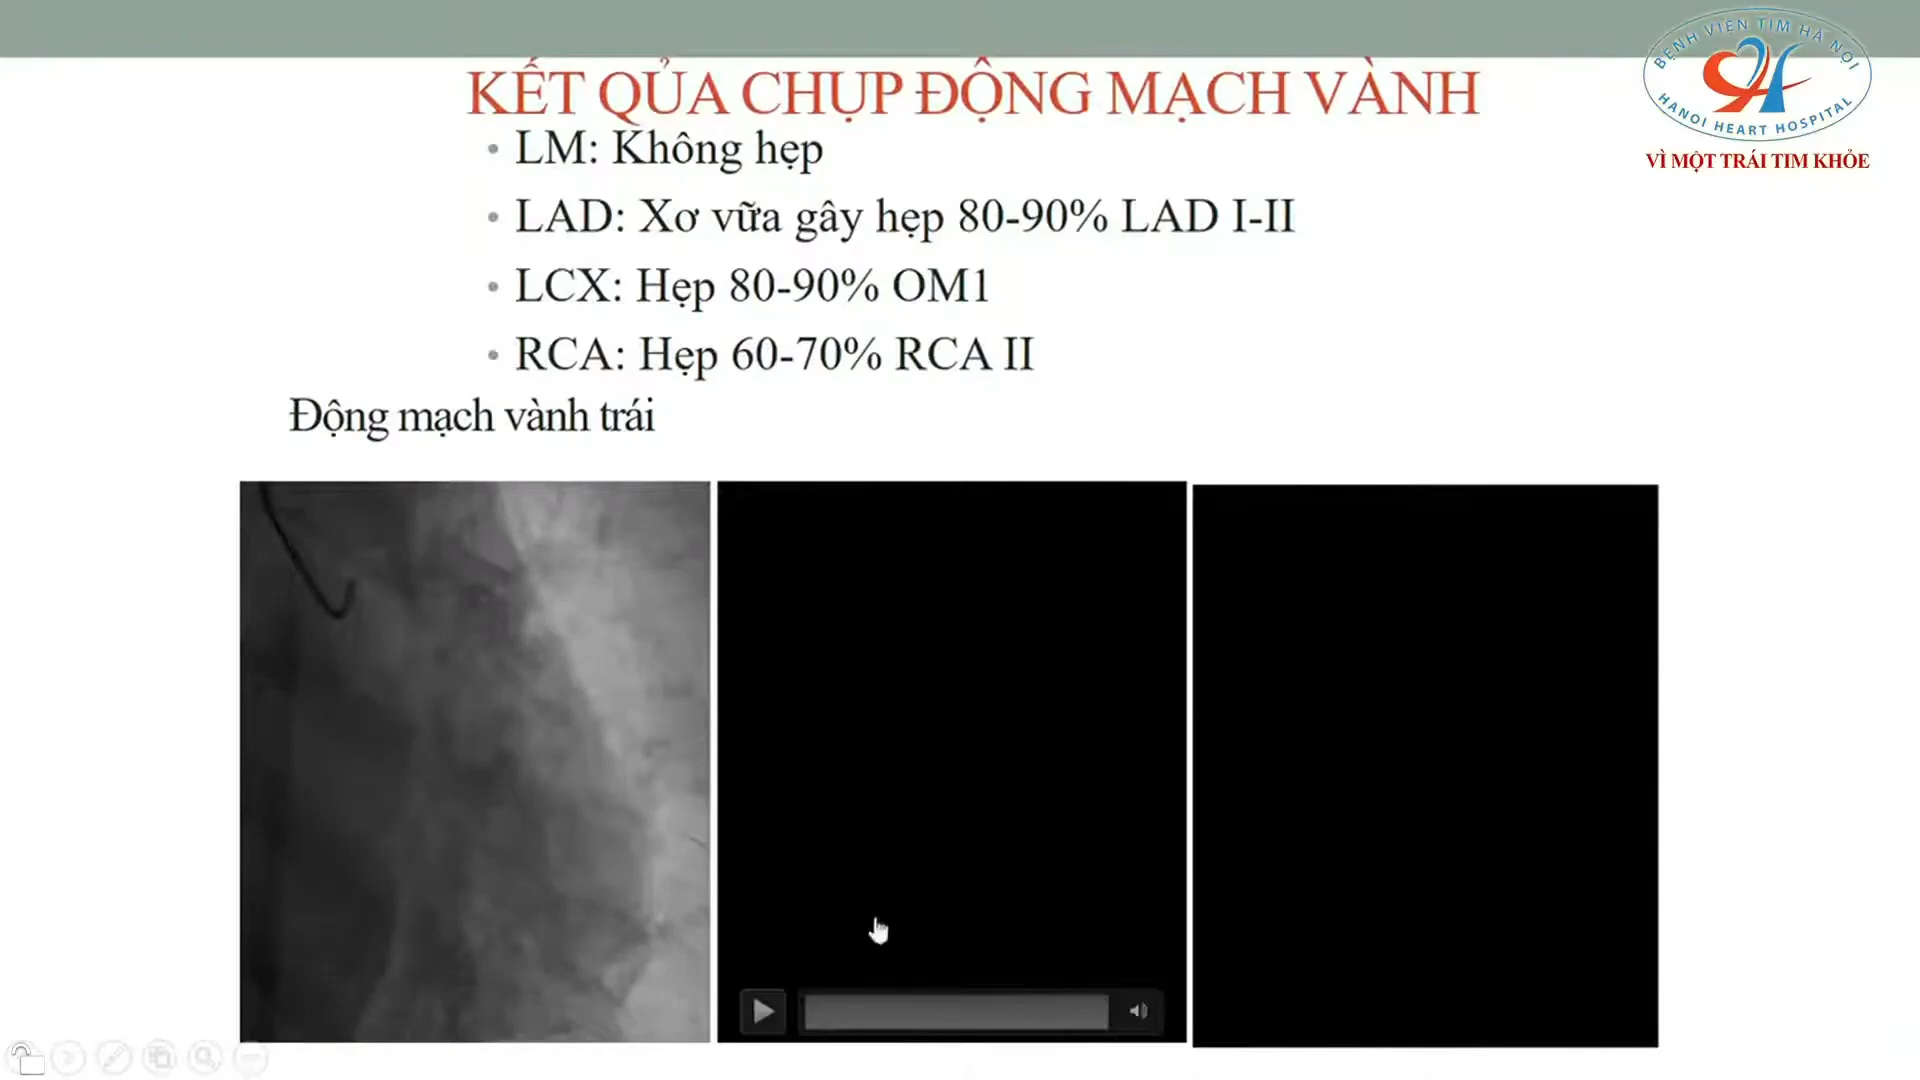 BỆNH VIỆN TIM HÀ NỘI
HANOI HEART HOSPITAL
VÌ MỘT TRÁI TIM KHỎE
KẾT QỦA CHỤP ĐỘNG MẠCH VÀNH
• LM: Không hẹp
• LAD: Xơ vữa gây hẹp 80-90% LAD I-II
• LCX: Hẹp 80-90% OM1
• RCA: Hẹp 60-70% RCA II
Động mạch vành trái